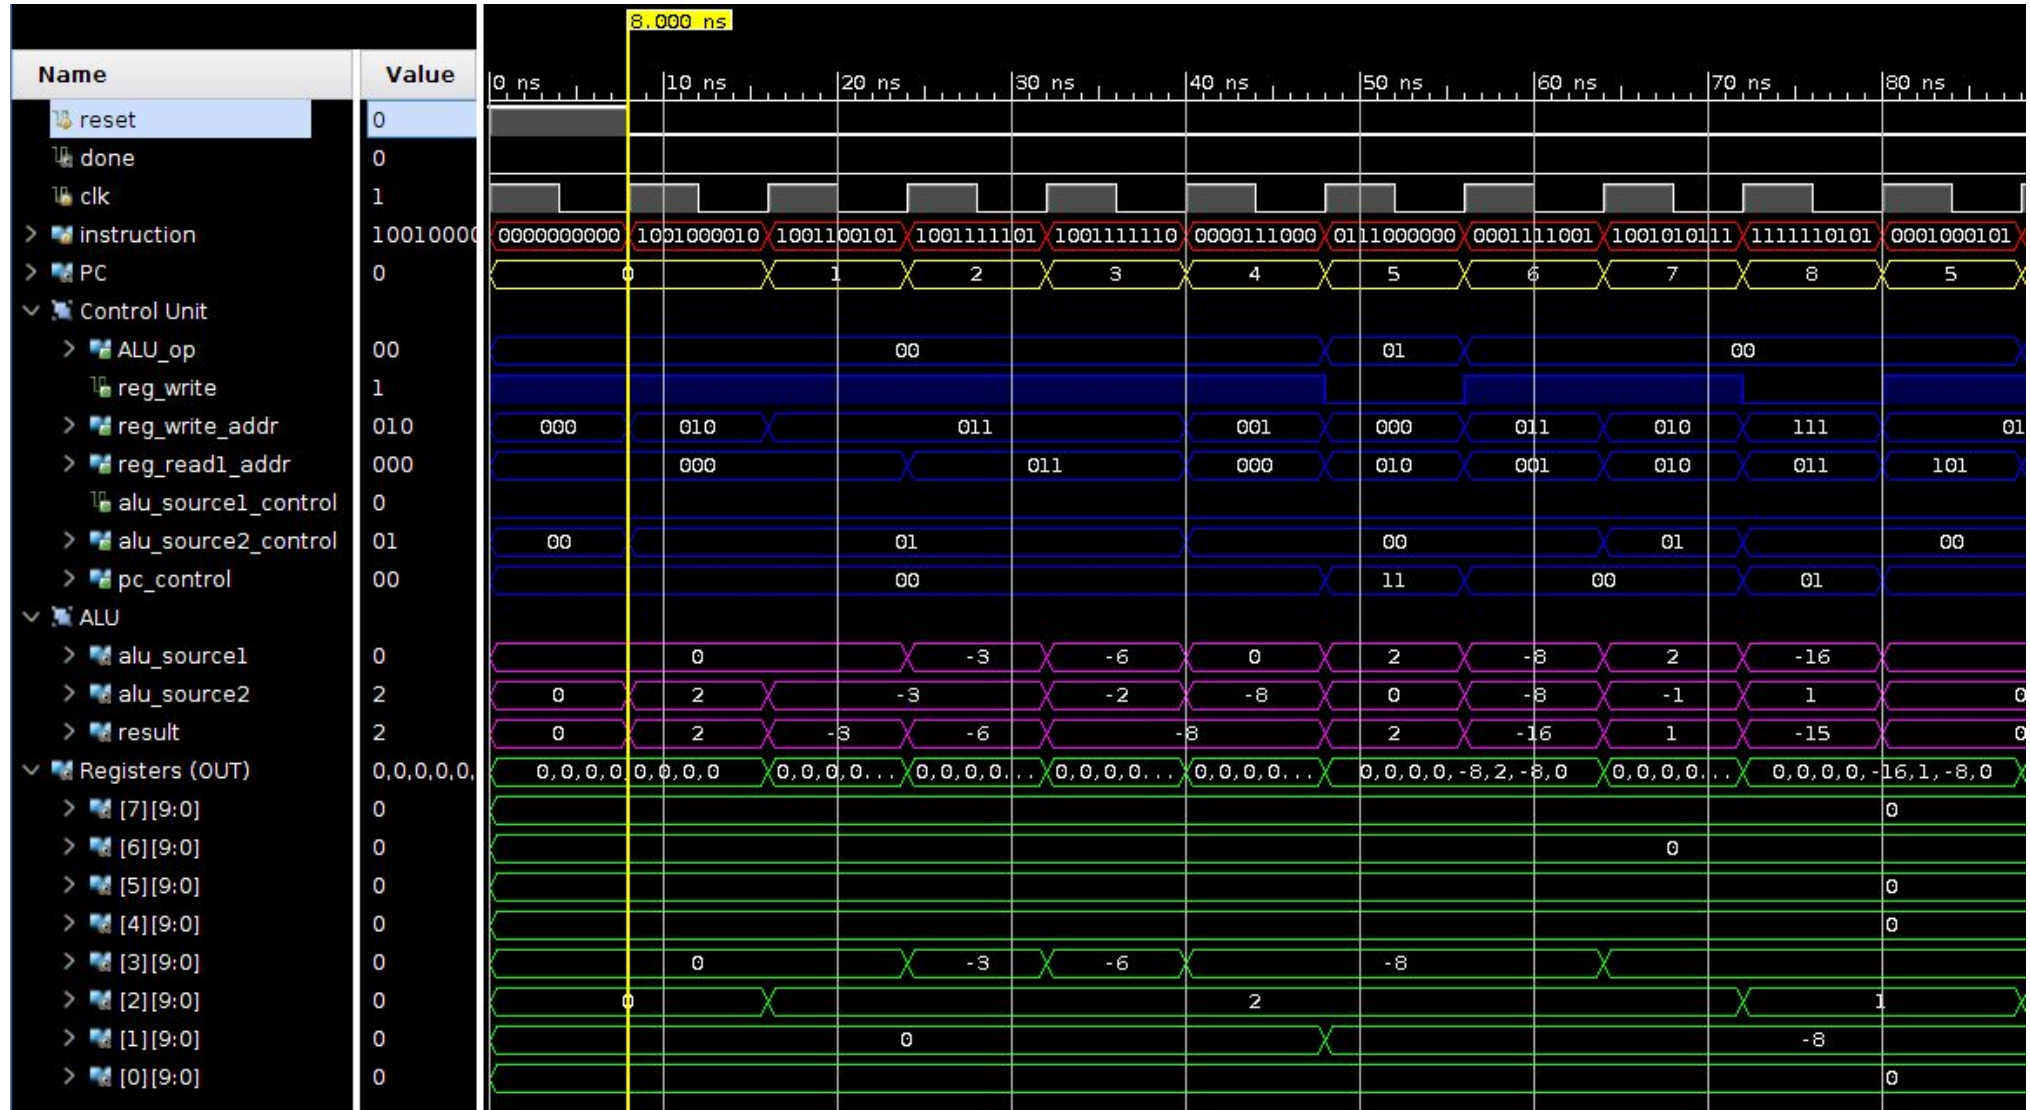 8.000 ns
Name Value 0 ns 10 ns 20 ns 30 ns 40 ns 50 ns 60 ns 70 ns 80 ns
reset 0
done 0
clk 1
instruction 10010000 0000000000 1001000010 1001100101 1001111101 1001111110 0000111000 0111000000 0001111001 1001010111 1111110101 0001000101
PC 0 0 1 2 3 4 5 6 7 8 5
Control Unit
ALU_op 00 00 01 00
reg_write 1
reg_write_addr 010 000 010 011 001 000 011 010 111 01
reg_read1_addr 000 000 011 000 010 001 010 011 101
alu_source1_control 0
alu_source2_control 01 00 01 00 01 00
pc_control 00 00 11 00 01
ALU
alu_source1 0 0 -3 -6 0 2 -8 2 -16
alu_source2 2 0 2 -3 -2 -8 0 -8 -1 1 0
result 2 0 2 -3 -6 -8 2 -16 1 -15 0
Registers (OUT) 0,0,0,0,0, 0,0,0,0,0,0,0,0 0,0,0,0... 0,0,0,0... 0,0,0,0... 0,0,0,0... 0,0,0,0,-8,2,-8,0 0,0,0,0... 0,0,0,0,-16,1,-8,0
[7][9:0] 0 0
[6][9:0] 0 0
[5][9:0] 0 0
[4][9:0] 0 0
[3][9:0] 0 0 -3 -6 -8
[2][9:0] 0 0 2 1
[1][9:0] 0 0 -8
[0][9:0] 0 0